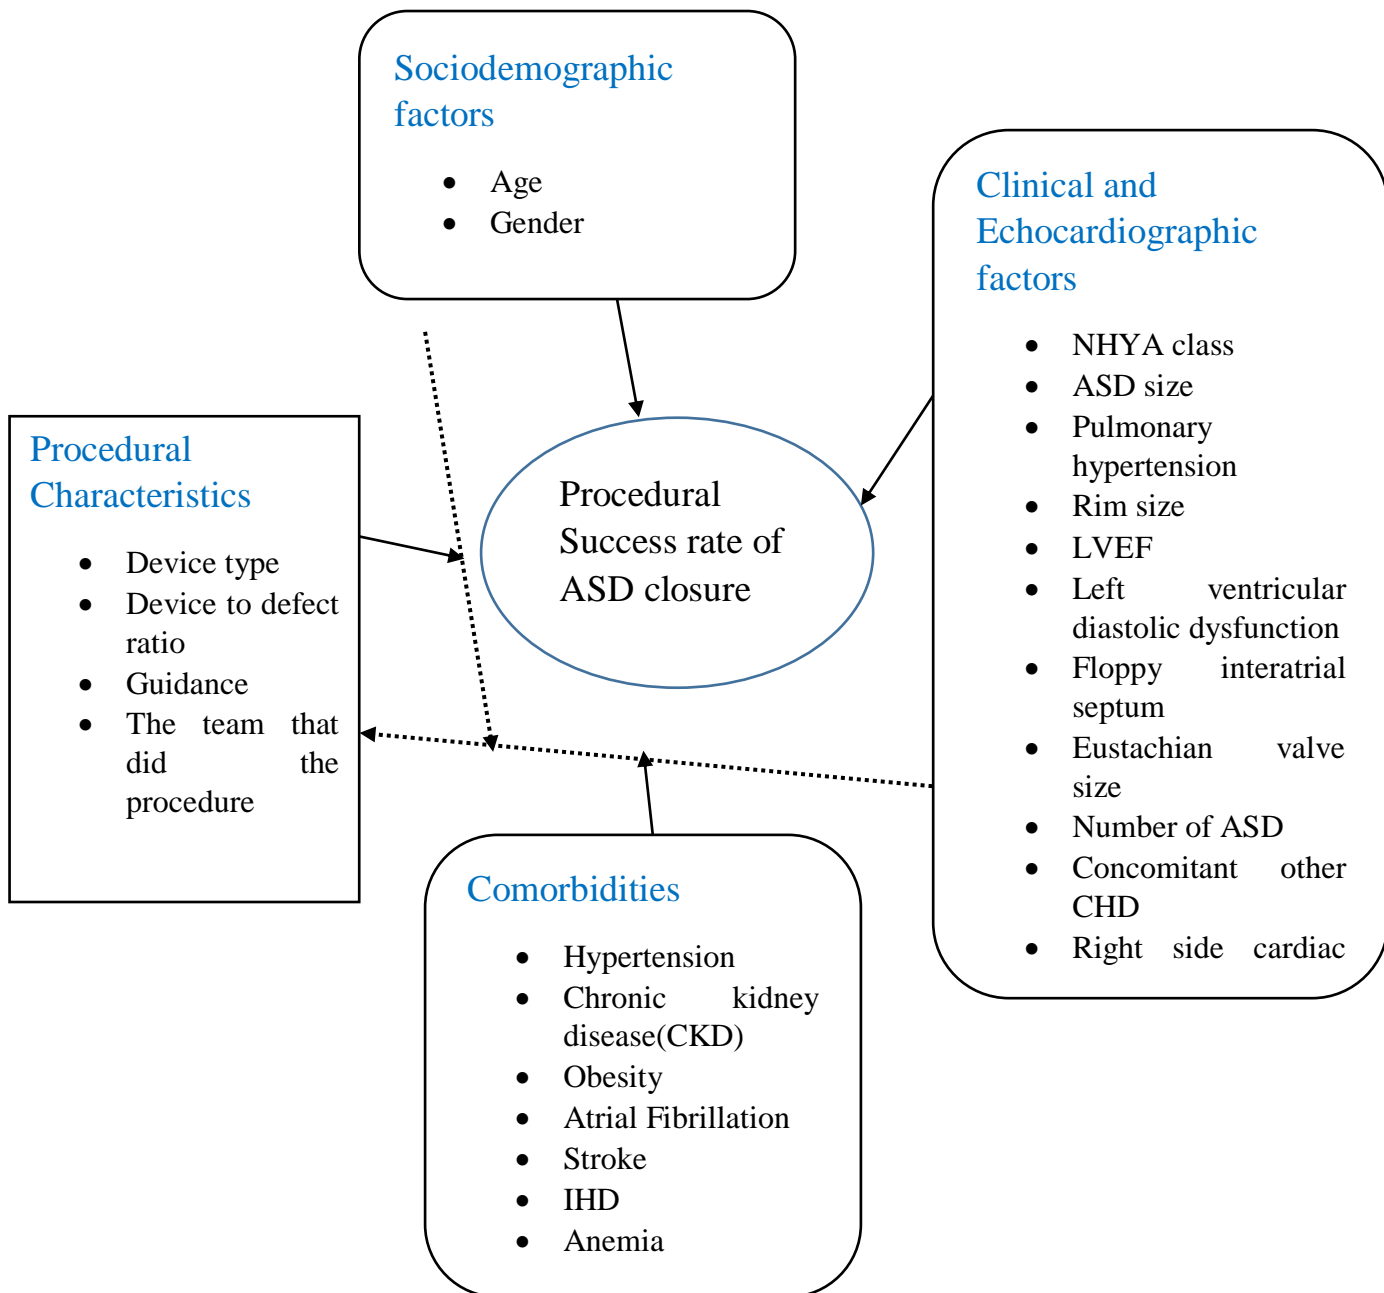 Sociodemographic
factors
Age
Gender
Clinical and
Echocardiographic
factors
NHYA class
ASD size
Pulmonary
hypertension
Rim size
LVEF
Left ventricular
diastolic dysfunction
Floppy interatrial
septum
Eustachian valve
size
Number of ASD
Concomitant other
CHD
Right side cardiac
Procedural
Characteristics
Device type
Device to defect
ratio
Guidance
The team that
did the
procedure
Procedural
Success rate of
ASD closure
Comorbidities
Hypertension
Chronic kidney
disease(CKD)
Obesity
Atrial Fibrillation
Stroke
IHD
Anemia